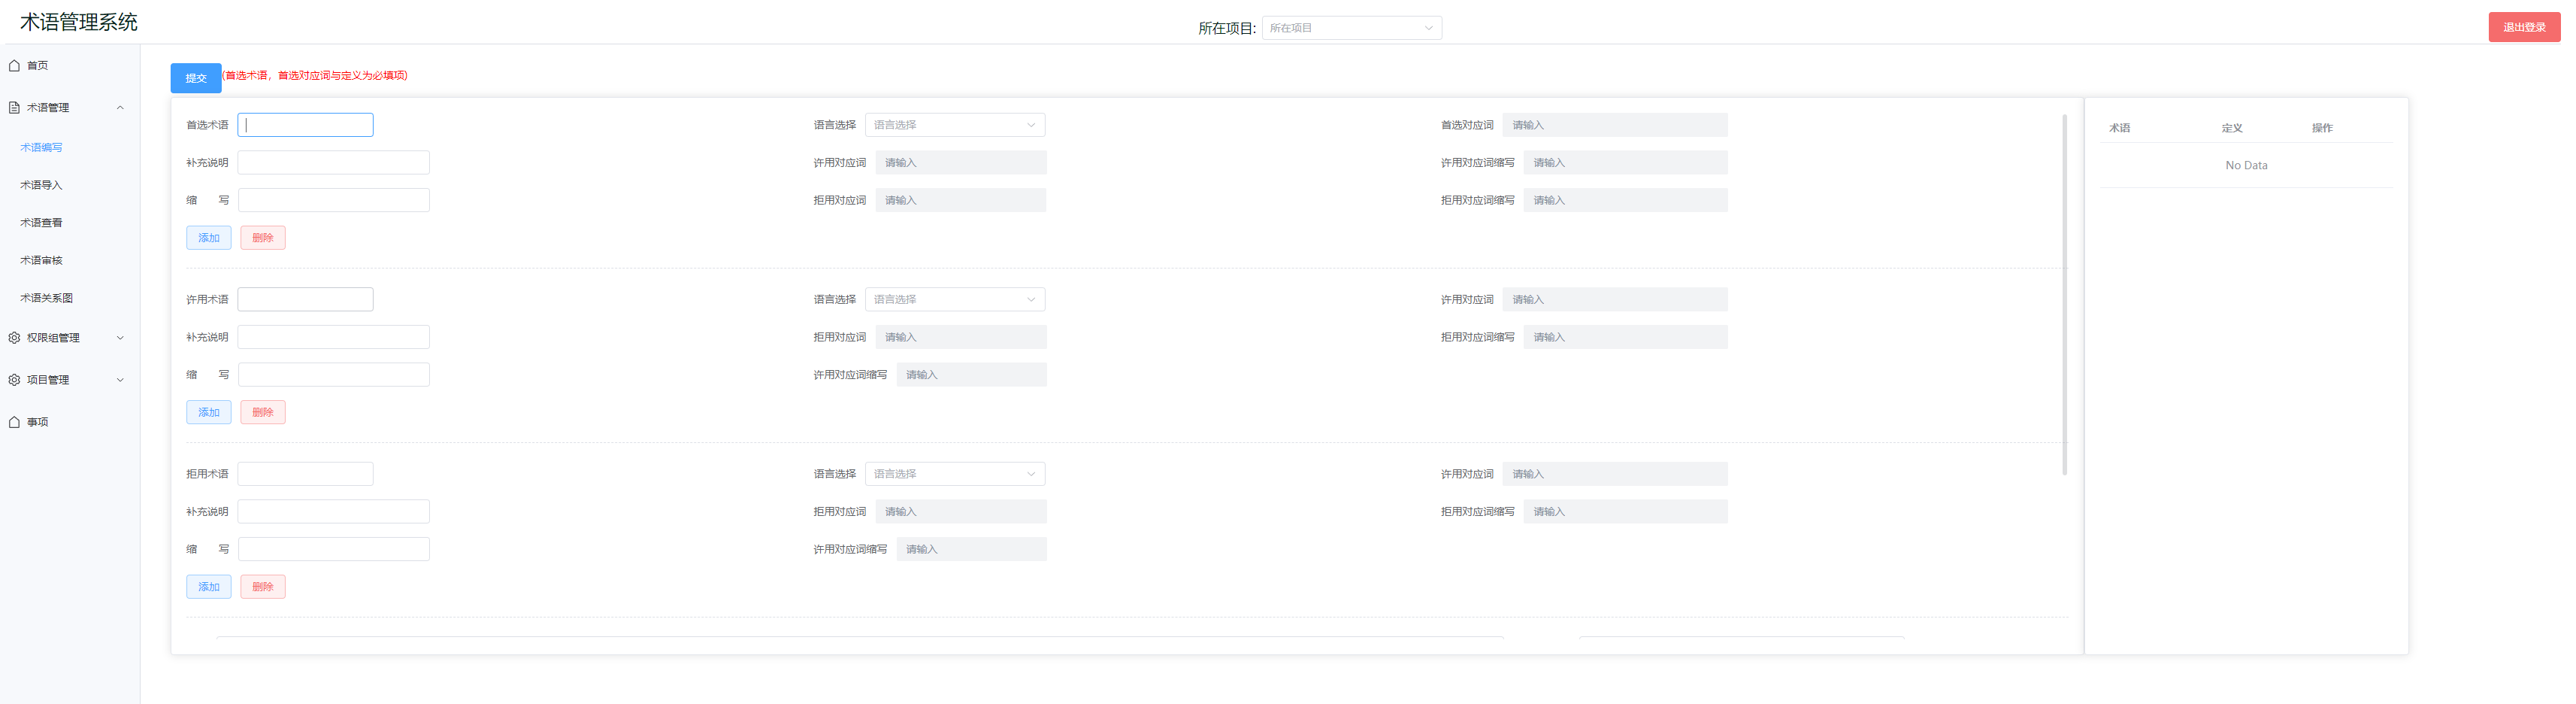 术语管理系统
所在项目: 所在项目
退出登录
首页
术语管理
术语编写
术语导入
术语查看
术语审核
术语关系图
权限组管理
项目管理
事项
提交 (首选术语，首选对应词与定义为必填项)
首选术语 语言选择 语言选择 首选对应词 请输入
补充说明 许用对应词 请输入 许用对应词缩写 请输入
缩 写 拒用对应词 请输入 拒用对应词缩写 请输入
添加 删除
许用术语 语言选择 语言选择 许用对应词 请输入
补充说明 拒用对应词 请输入 拒用对应词缩写 请输入
缩 写 许用对应词缩写 请输入
添加 删除
拒用术语 语言选择 语言选择 许用对应词 请输入
补充说明 拒用对应词 请输入 拒用对应词缩写 请输入
缩 写 许用对应词缩写 请输入
添加 删除
术语 定义 操作
No Data